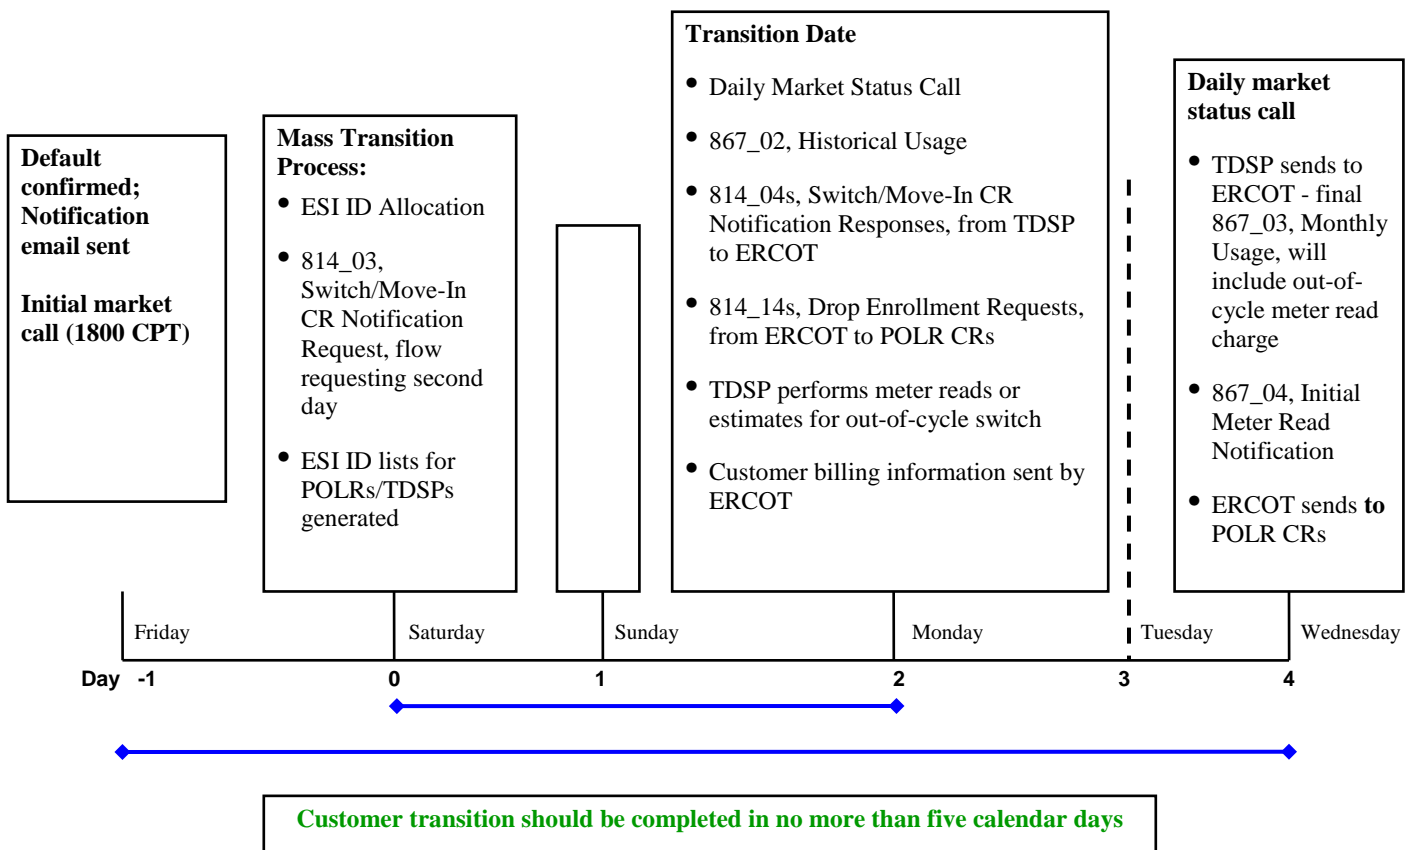 Default
confirmed;
Notification
email sent
Initial market
call (1800 CPT)
Mass Transition
Process:
• ESI ID Allocation
• 814_03,
Switch/Move-In
CR Notification
Request, flow
requesting second
day
• ESI ID lists for
POLRs/TDSPs
generated
Transition Date
• Daily Market Status Call
• 867_02, Historical Usage
• 814_04s, Switch/Move-In CR
Notification Responses, from TDSP
to ERCOT
• 814_14s, Drop Enrollment Requests,
from ERCOT to POLR CRs
• TDSP performs meter reads or
estimates for out-of-cycle switch
• Customer billing information sent by
ERCOT
Daily market
status call
• TDSP sends to
ERCOT - final
867_03, Monthly
Usage, will
include out-of-
cycle meter read
charge
• 867_04, Initial
Meter Read
Notification
• ERCOT sends to
POLR CRs
Friday Saturday Sunday Monday Tuesday Wednesday
Day -1 0 1 2 3 4
Customer transition should be completed in no more than five calendar days